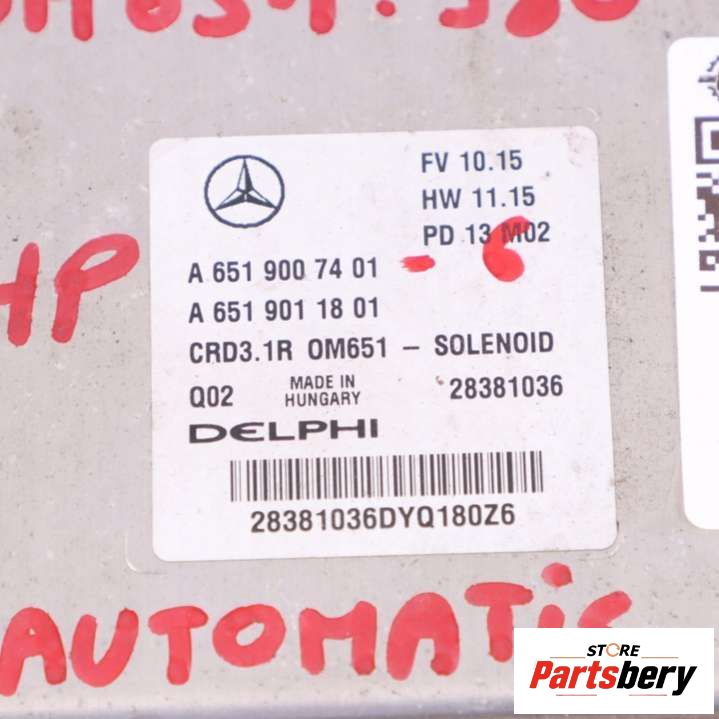 FV 10.15
HW 11.15
PD 13 M02
A 651 900 74 01 - 6
A 651 901 18 01
HP
CRD3.1R OM651 – SOLENOID
Q02 MADE IN HUNGARY 28381036
DELPHI
28381036DYQ180Z6
AUTOMATIC
STORE
Partsbery